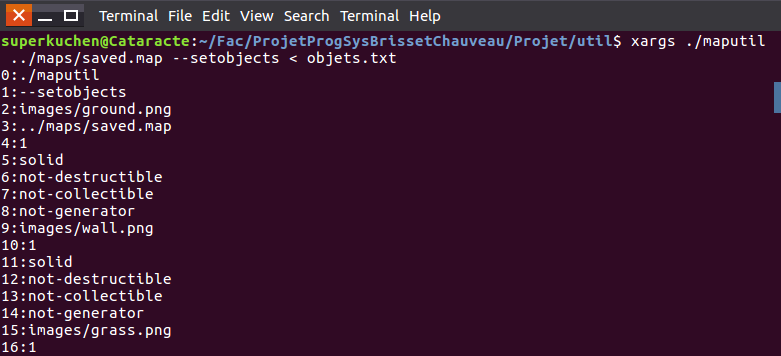 Terminal File Edit View Search Terminal Help
superkuchen@Cataracte:~/Fac/ProjetProgSysBrissetChauveau/Projet/util$ xargs ./maputil
../maps/saved.map --setobjects < objets.txt
0:./maputil
1:--setobjects
2:images/ground.png
3:../maps/saved.map
4:1
5:solid
6:not-destructible
7:not-collectible
8:not-generator
9:images/wall.png
10:1
11:solid
12:not-destructible
13:not-collectible
14:not-generator
15:images/grass.png
16:1